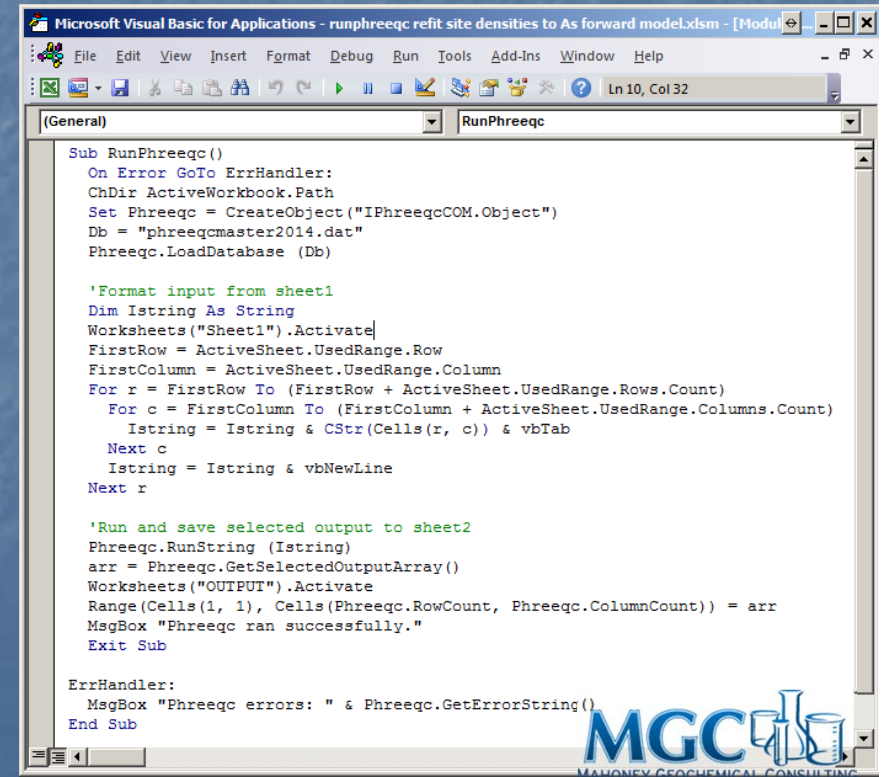 Microsoft Visual Basic for Applications - runphreeqc refit site densities to As forward model.xlsm - [Modul
File Edit View Insert Format Debug Run Tools Add-Ins Window Help
Ln 10, Col 32
(General) RunPhreeqc
Sub RunPhreeqc()
On Error GoTo ErrHandler:
ChDir ActiveWorkbook.Path
Set Phreeqc = CreateObject("IPhreeqcCOM.Object")
Db = "phreeqcmaster2014.dat"
Phreeqc.LoadDatabase (Db)
'Format input from sheet1
Dim Istring As String
Worksheets("Sheet1").Activate
FirstRow = ActiveSheet.UsedRange.Row
FirstColumn = ActiveSheet.UsedRange.Column
For r = FirstRow To (FirstRow + ActiveSheet.UsedRange.Rows.Count)
For c = FirstColumn To (FirstColumn + ActiveSheet.UsedRange.Columns.Count)
Istring = Istring & CStr(Cells(r, c)) & vbTab
Next c
Istring = Istring & vbNewLine
Next r
'Run and save selected output to sheet2
Phreeqc.RunString (Istring)
arr = Phreeqc.GetSelectedOutputArray()
Worksheets("OUTPUT").Activate
Range(Cells(1, 1), Cells(Phreeqc.RowCount, Phreeqc.ColumnCount)) = arr
MsgBox "Phreeqc ran successfully."
Exit Sub
ErrHandler:
MsgBox "Phreeqc errors: " & Phreeqc.GetErrorString()
End Sub
MGC
MAHONEY GEOCHEMICAL CONSULTING